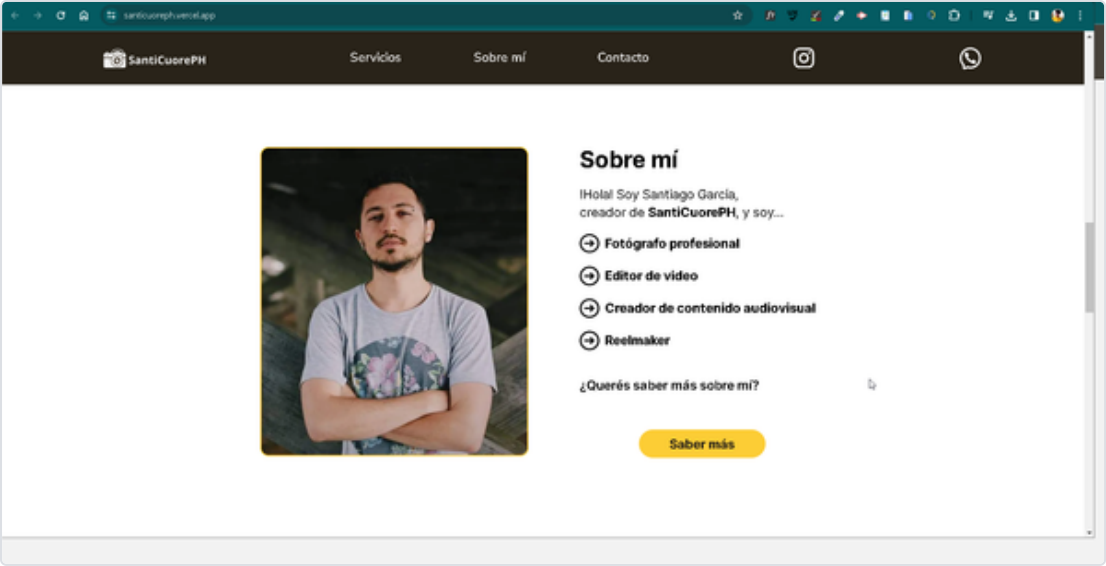 santicuoreph.vercel.app
SantiCuorePH
Servicios
Sobre mí
Contacto
Sobre mí
!Hola! Soy Santiago García,
creador de SantiCuorePH, y soy...
Fotógrafo profesional
Editor de video
Creador de contenido audiovisual
Reelmaker
¿Querés saber más sobre mí?
Saber más